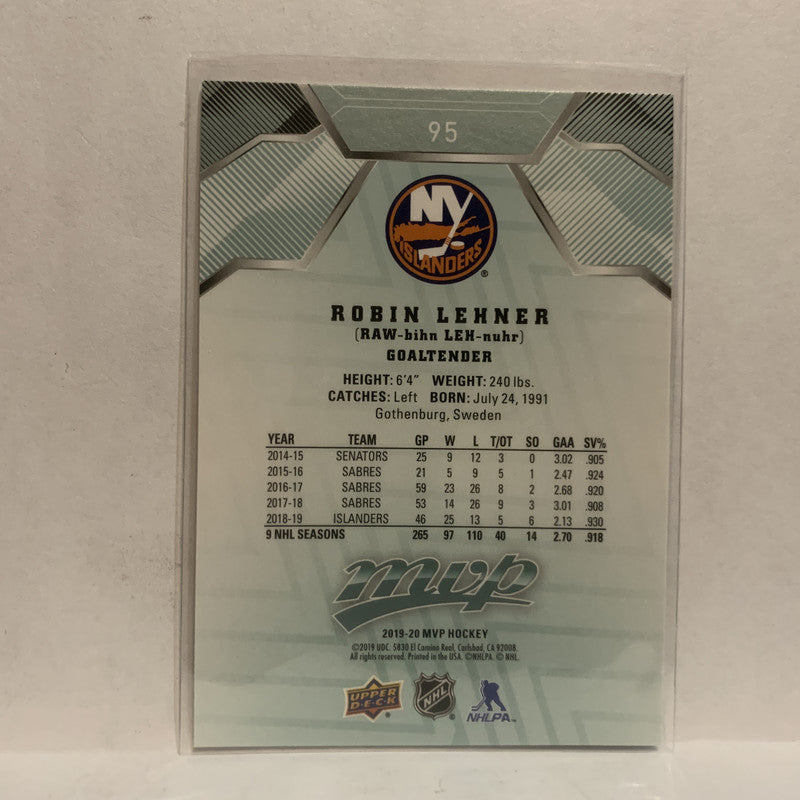 95
NY
ISLANDERS
®
ROBIN LEHNER
(RAW-bihn LEH-nuhr)
GOALTENDER
HEIGHT: 6'4" WEIGHT: 240 lbs.
CATCHES: Left BORN: July 24, 1991
Gothenburg, Sweden
YEAR TEAM GP W L T/OT SO GAA SV%
2014-15 SENATORS 25 9 12 3 0 3.02 .905
2015-16 SABRES 21 5 9 5 1 2.47 .924
2016-17 SABRES 59 23 26 8 2 2.68 .920
2017-18 SABRES 53 14 26 9 3 3.01 .908
2018-19 ISLANDERS 46 25 13 5 6 2.13 .930
9 NHL SEASONS 265 97 110 40 14 2.70 .918
mvp
2019-20 MVP HOCKEY
©2019 UDC. 5830 El Camino Real, Carlsbad, CA 92008.
All rights reserved. Printed in the USA. ©NHLPA. © NHL.
UPPER DECK NHL NHLPA